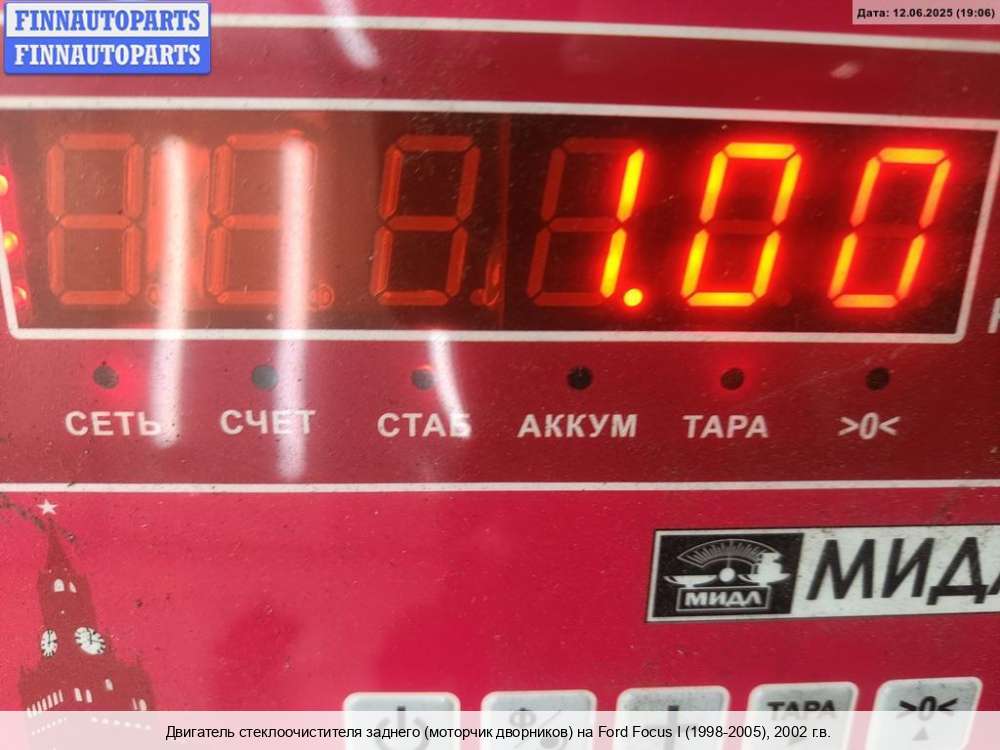 FINNAUTOPARTS
FINNAUTOPARTS
Дата: 12.06.2025 (19:06)
1.00
СЕТЬ СЧЕТ СТАБ АККУМ ТАРА >0<
МИДЛ
ТАРА >0<
Двигатель стеклоочистителя заднего (моторчик дворников) на Ford Focus I (1998-2005), 2002 г.в.